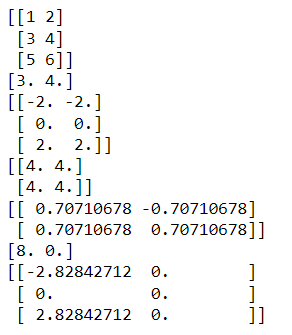 [[1 2]
 [3 4]
 [5 6]]
[3. 4.]
[[-2. -2.]
 [ 0.  0.]
 [ 2.  2.]]
[[4. 4.]
 [4. 4.]]
[[ 0.70710678 -0.70710678]
 [ 0.70710678  0.70710678]]
[8. 0.]
[[-2.82842712  0.        ]
 [ 0.          0.        ]
 [ 2.82842712  0.        ]]